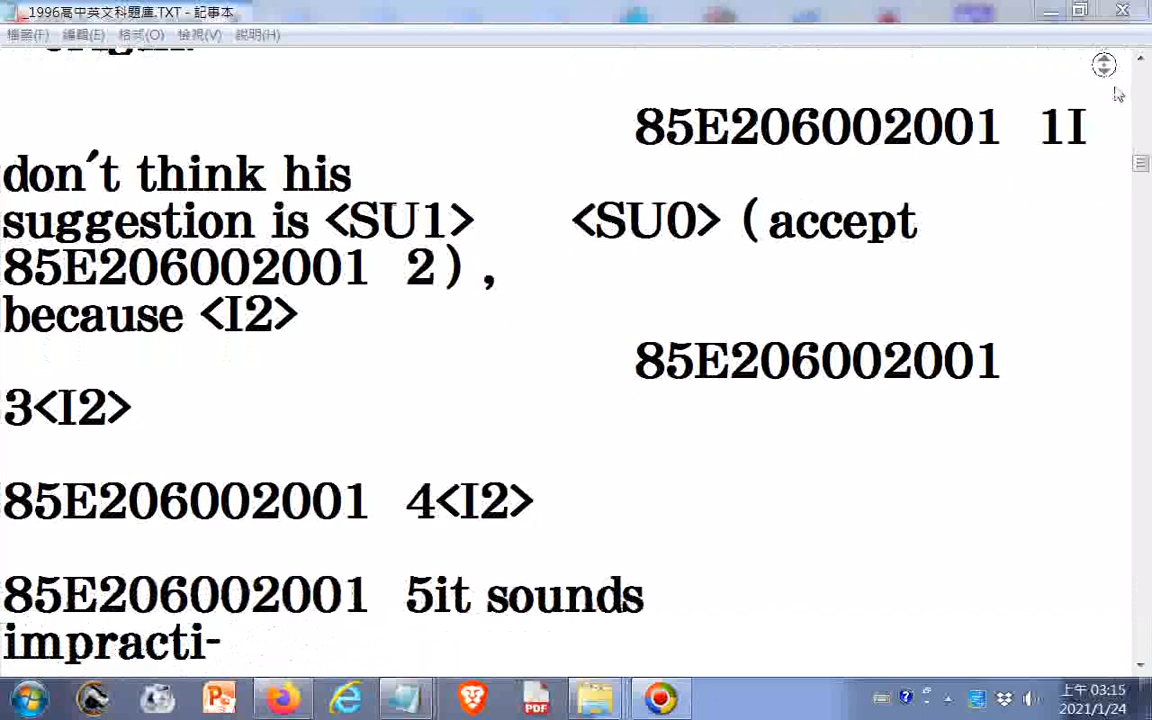 _1996高中英文科題庫.TXT - 記事本
檔案(F) 編輯(E) 格式(O) 檢視(V) 說明(H)
85E206002001 1I
don't think his
suggestion is <SU1> <SU0> (accept
85E206002001 2),
because <I2>
85E206002001
3<I2>
85E206002001 4<I2>
85E206002001 5it sounds
impracti-
PDF
上午 03:15
2021/1/24